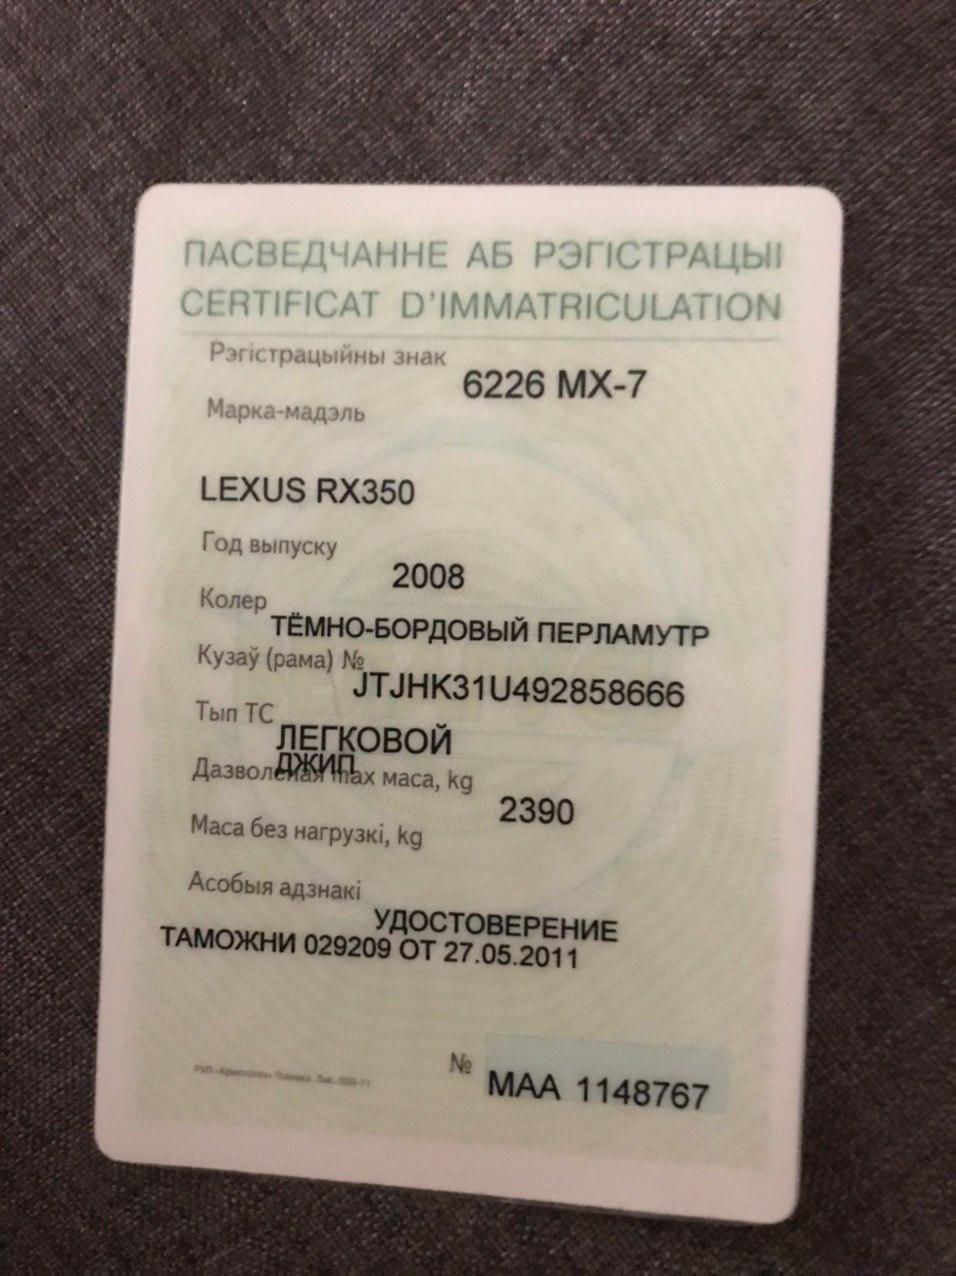 ПАСВЕДЧАННЕ АБ РЭГІСТРАЦЫІ
CERTIFICAT D'IMMATRICULATION
Рэгістрацыйны знак
6226 MX-7
Марка-мадэль
LEXUS RX350
Год выпуску
2008
Колер
ТЁМНО-БОРДОВЫЙ ПЕРЛАМУТР
Кузаў (рама) №
JTJHK31U492858666
Тып ТС
ЛЕГКОВОЙ
ДЖИП
Дазволеная max маса, kg
2390
Маса без нагрузкі, kg
Асобыя адзнакі
УДОСТОВЕРЕНИЕ
ТАМОЖНИ 029209 ОТ 27.05.2011
№
MAA 1148767